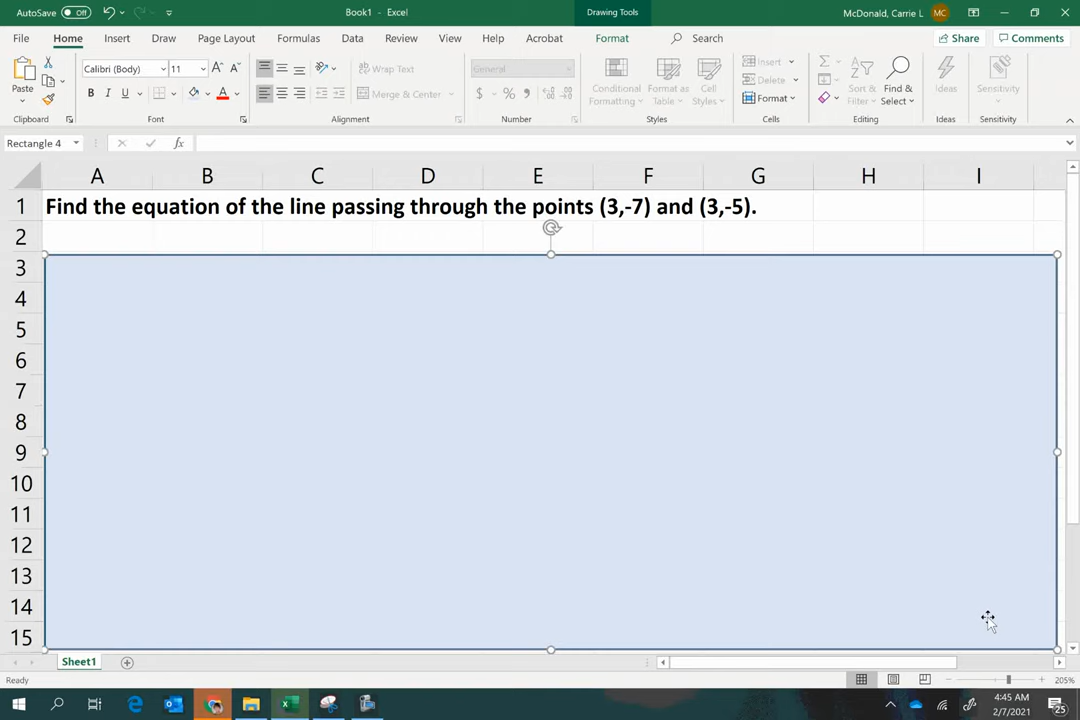 AutoSave Off Book1 - Excel Drawing Tools McDonald, Carrie L MC
File Home Insert Draw Page Layout Formulas Data Review View Help Acrobat Format Search Share Comments
Paste
Clipboard
Calibri (Body) 11
B I U
Font
Wrap Text
Merge & Center
Alignment
General
$ % ,
Number
Conditional Formatting
Format as Table
Cell Styles
Styles
Insert
Delete
Format
Cells
Sort & Filter
Find & Select
Editing
Ideas
Ideas
Sensitivity
Sensitivity
Rectangle 4 fx
A B C D E F G H I
1 Find the equation of the line passing through the points (3,-7) and (3,-5).
2
3
4
5
6
7
8
9
10
11
12
13
14
15
Sheet1
Ready 205%
4:45 AM
2/7/2021
25